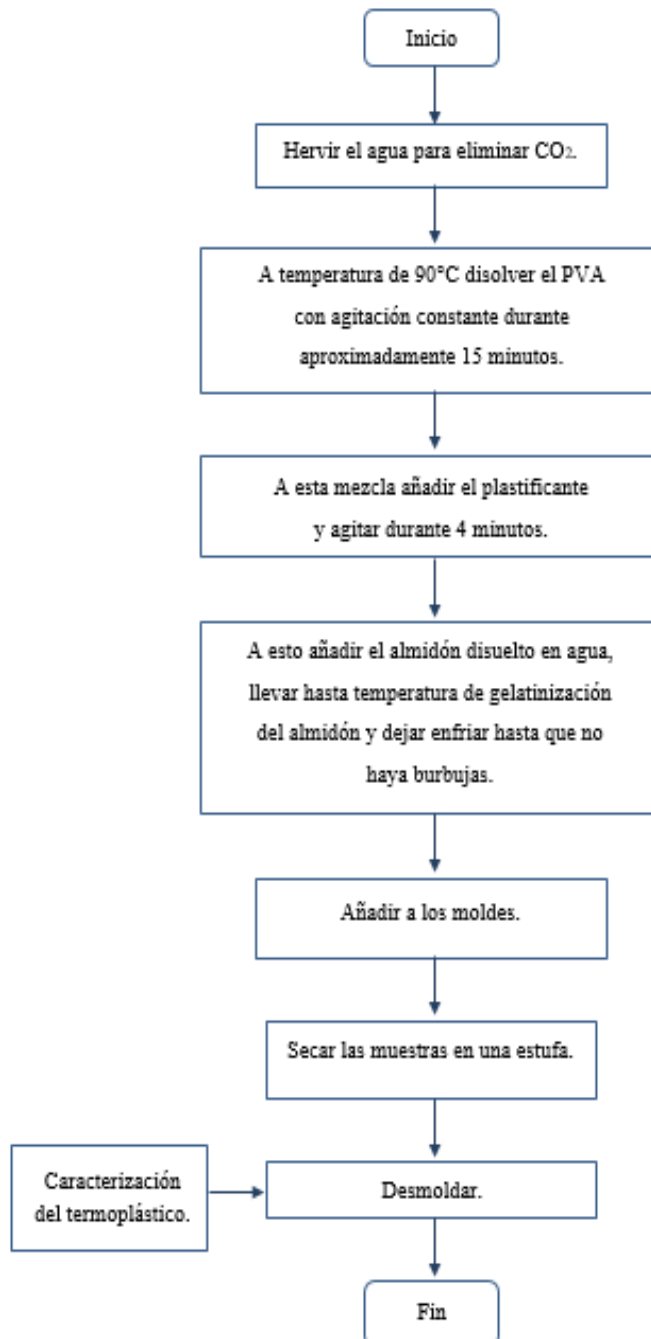 Inicio
Hervir el agua para eliminar CO₂.
A temperatura de 90°C disolver el PVA
con agitación constante durante
aproximadamente 15 minutos.
A esta mezcla añadir el plastificante
y agitar durante 4 minutos.
A esto añadir el almidón disuelto en agua,
llevar hasta temperatura de gelatinización
del almidón y dejar enfriar hasta que no
haya burbujas.
Añadir a los moldes.
Secar las muestras en una estufa.
Caracterización
del termoplástico.
Desmoldar.
Fin